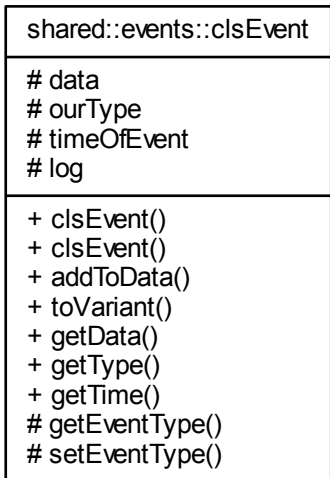 shared::events::clsEvent
# data
# ourType
# timeOfEvent
# log
+ clsEvent()
+ clsEvent()
+ addToData()
+ toVariant()
+ getData()
+ getType()
+ getTime()
# getEventType()
# setEventType()